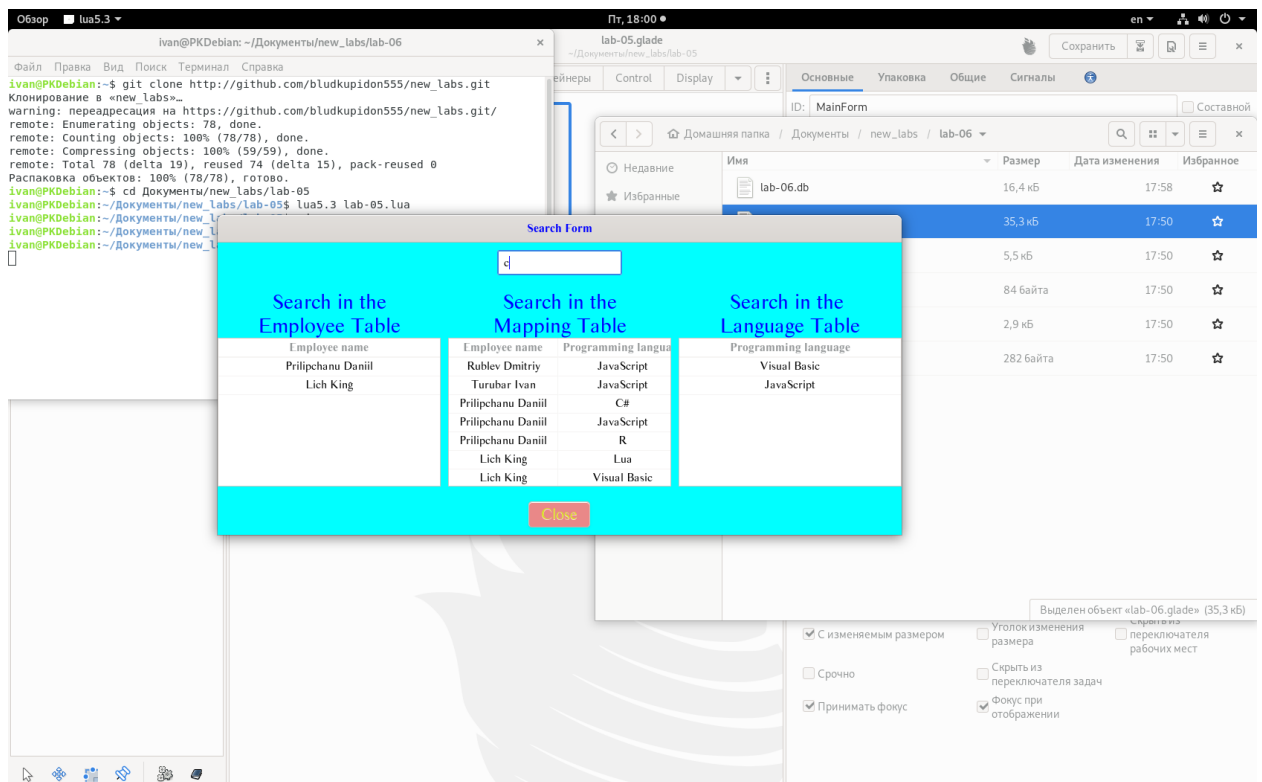 Обзор lua5.3 Пт, 18:00 en
ivan@PKDebian: ~/Документы/new_labs/lab-06
Файл Правка Вид Поиск Терминал Справка
ivan@PKDebian:~$ git clone http://github.com/bludkupidon555/new_labs.git
Клонирование в «new_labs»…
warning: переадресация на https://github.com/bludkupidon555/new_labs.git/
remote: Enumerating objects: 78, done.
remote: Counting objects: 100% (78/78), done.
remote: Compressing objects: 100% (59/59), done.
remote: Total 78 (delta 19), reused 74 (delta 15), pack-reused 0
Распаковка объектов: 100% (78/78), готово.
ivan@PKDebian:~$ cd Документы/new_labs/lab-05
ivan@PKDebian:~/Документы/new_labs/lab-05$ lua5.3 lab-05.lua
ivan@PKDebian:~/Документы/new_l
ivan@PKDebian:~/Документы/new_l
ivan@PKDebian:~/Документы/new_l
lab-05.glade
~/Документы/new_labs/lab-05
Сохранить
ейнеры Control Display
Основные Упаковка Общие Сигналы
ID: MainForm Составной
Домашняя папка / Документы / new_labs / lab-06
Недавние
Избранные
Имя Размер Дата изменения Избранное
lab-06.db 16,4 кБ 17:58
35,3 кБ 17:50
5,5 кБ 17:50
84 байта 17:50
2,9 кБ 17:50
282 байта 17:50
Search Form
c
Search in the
Employee Table
Employee name
Prilipchanu Daniil
Lich King
Search in the
Mapping Table
Employee name Programming langua
Rublev Dmitriy JavaScript
Turubar Ivan JavaScript
Prilipchanu Daniil C#
Prilipchanu Daniil JavaScript
Prilipchanu Daniil R
Lich King Lua
Lich King Visual Basic
Search in the
Language Table
Programming language
Visual Basic
JavaScript
Close
Выделен объект «lab-06.glade» (35,3 кБ)
С изменяемым размером
Уголок изменения
размера
Скрыть из
переключателя
рабочих мест
Срочно
Скрыть из
переключателя задач
Принимать фокус
Фокус при
отображении